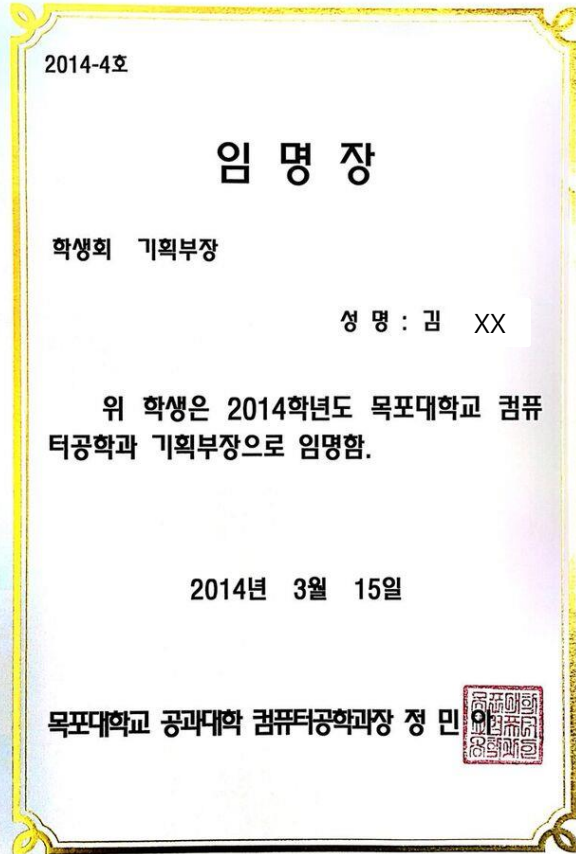 2014-4호
임 명 장
학생회 기획부장
성 명 : 김 XX
위 학생은 2014학년도 목포대학교 컴퓨
터공학과 기획부장으로 임명함.
2014년 3월 15일
목포대학교 공과대학 컴퓨터공학과장 정 민 아